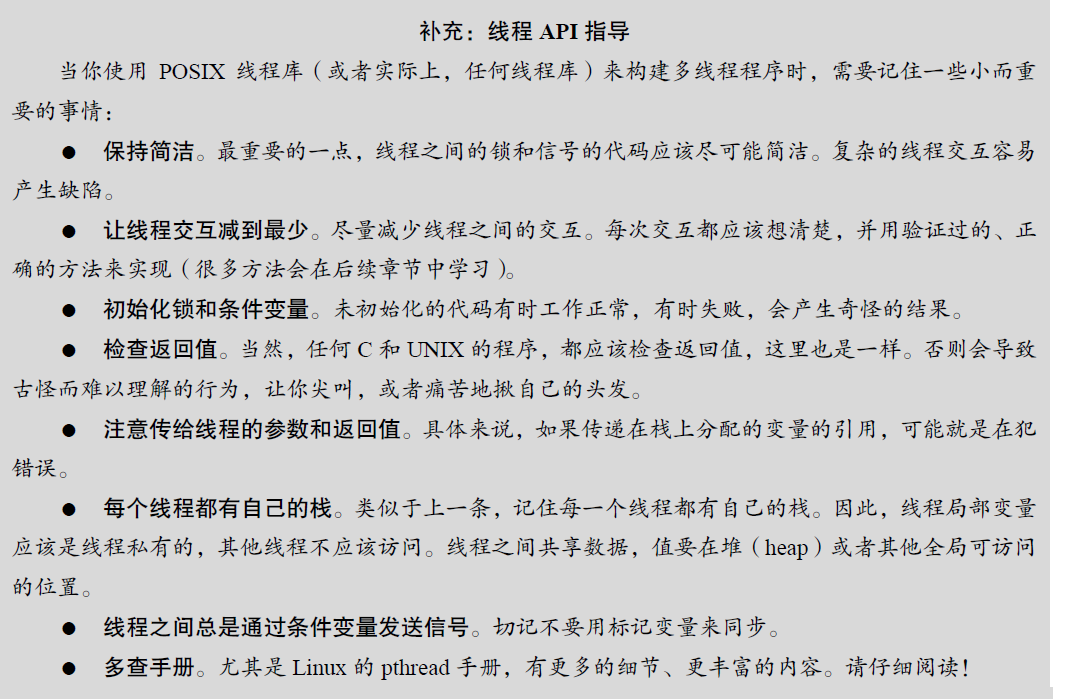 补充：线程 API 指导
当你使用 POSIX 线程库（或者实际上，任何线程库）来构建多线程程序时，需要记住一些小而重
要的事情：
● 保持简洁。最重要的一点，线程之间的锁和信号的代码应该尽可能简洁。复杂的线程交互容易
产生缺陷。
● 让线程交互减到最少。尽量减少线程之间的交互。每次交互都应该想清楚，并用验证过的、正
确的方法来实现（很多方法会在后续章节中学习）。
● 初始化锁和条件变量。未初始化的代码有时工作正常，有时失败，会产生奇怪的结果。
● 检查返回值。当然，任何 C 和 UNIX 的程序，都应该检查返回值，这里也是一样。否则会导致
古怪而难以理解的行为，让你尖叫，或者痛苦地揪自己的头发。
● 注意传给线程的参数和返回值。具体来说，如果传递在栈上分配的变量的引用，可能就是在犯
错误。
● 每个线程都有自己的栈。类似于上一条，记住每一个线程都有自己的栈。因此，线程局部变量
应该是线程私有的，其他线程不应该访问。线程之间共享数据，值要在堆（heap）或者其他全局可访问
的位置。
● 线程之间总是通过条件变量发送信号。切记不要用标记变量来同步。
● 多查手册。尤其是 Linux 的 pthread 手册，有更多的细节、更丰富的内容。请仔细阅读！